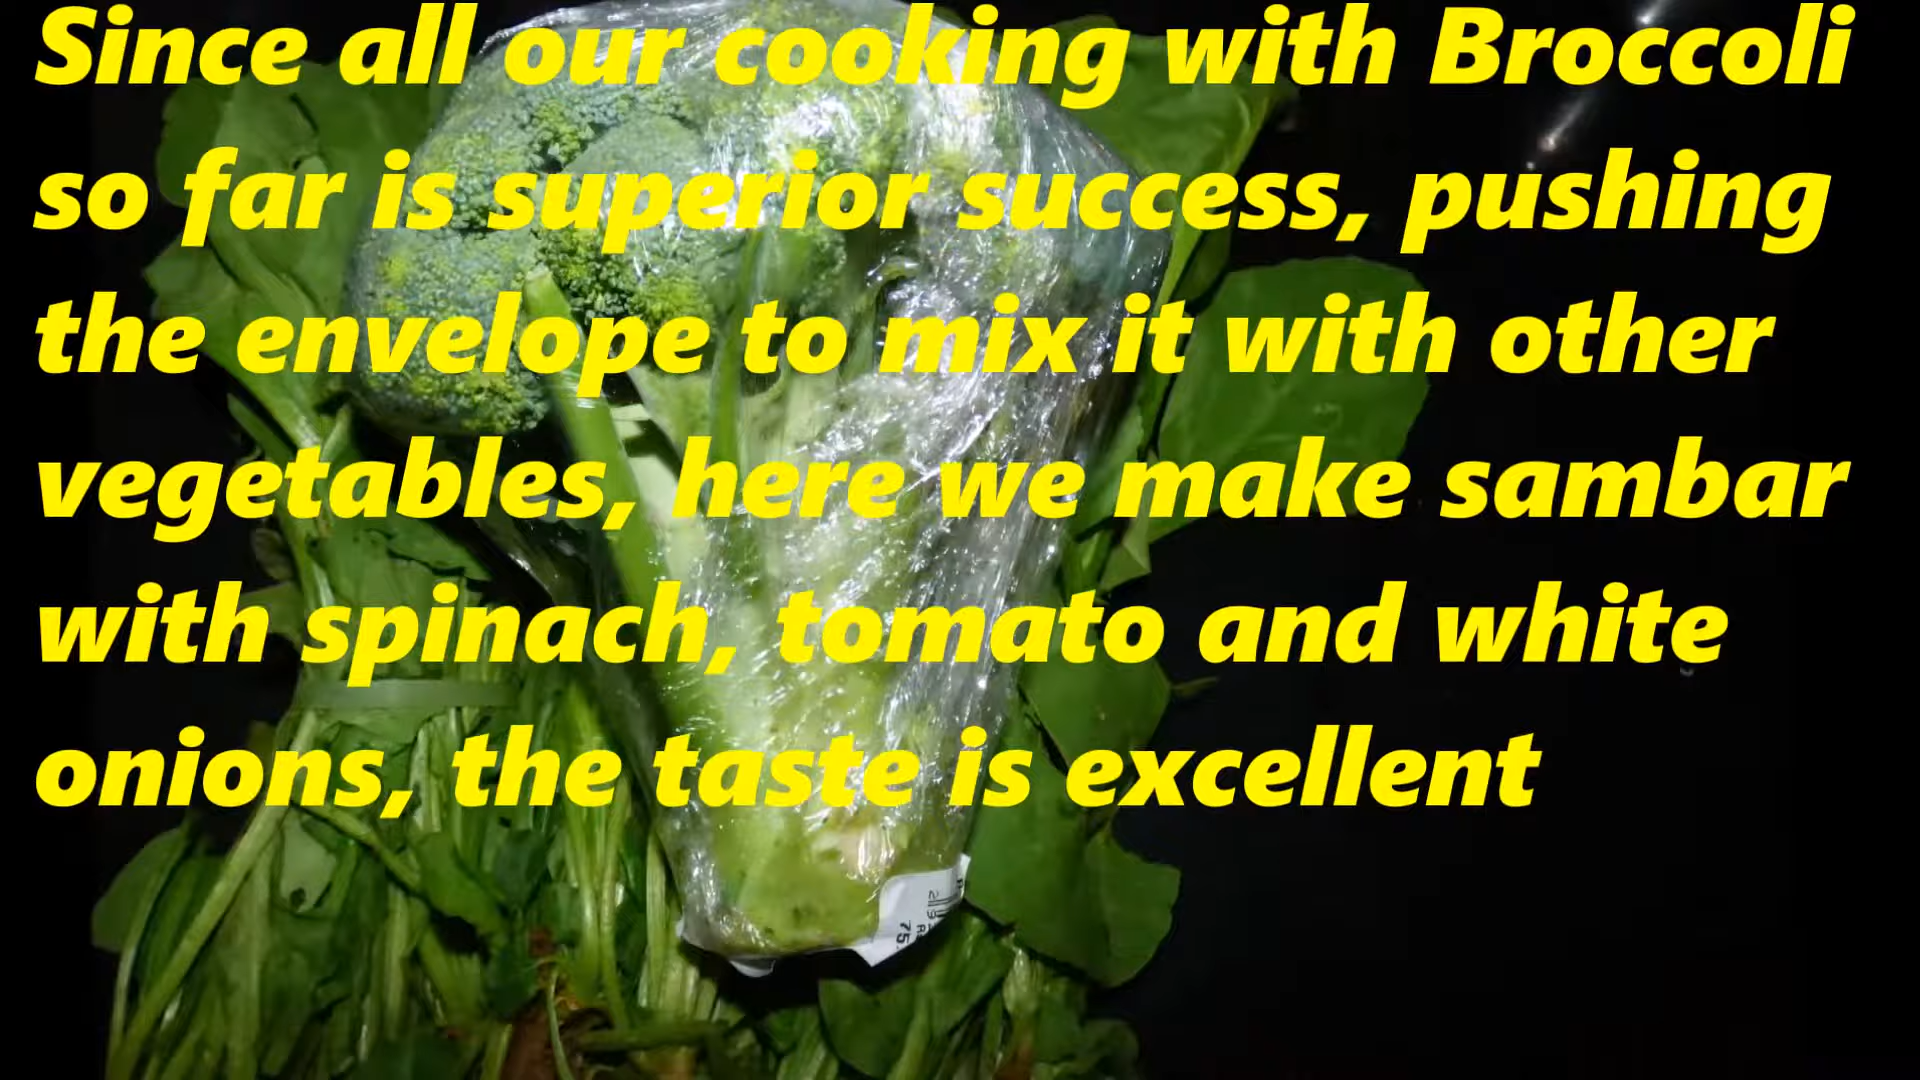 Since all our cooking with Broccoli
so far is superior success, pushing
the envelope to mix it with other
vegetables, here we make sambar
with spinach, tomato and white
onions, the taste is excellent
75